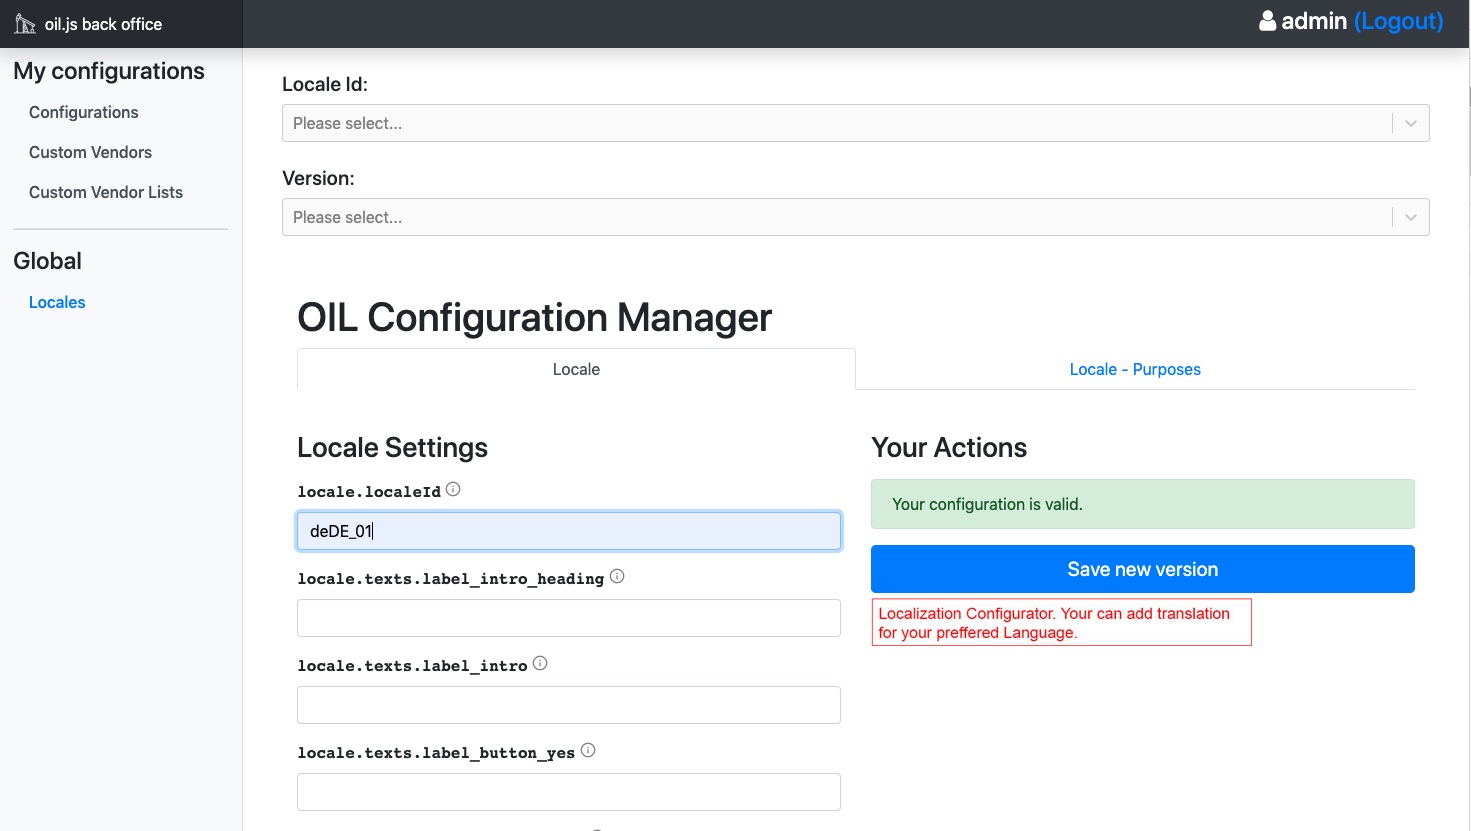 oil.js back office
admin (Logout)
My configurations
Configurations
Custom Vendors
Custom Vendor Lists
Global
Locales
Locale Id:
Please select...
Version:
Please select...
OIL Configuration Manager
Locale
Locale - Purposes
Locale Settings
locale.localeId
deDE_01
locale.texts.label_intro_heading
locale.texts.label_intro
locale.texts.label_button_yes
Your Actions
Your configuration is valid.
Save new version
Localization Configurator. Your can add translation
for your preffered Language.